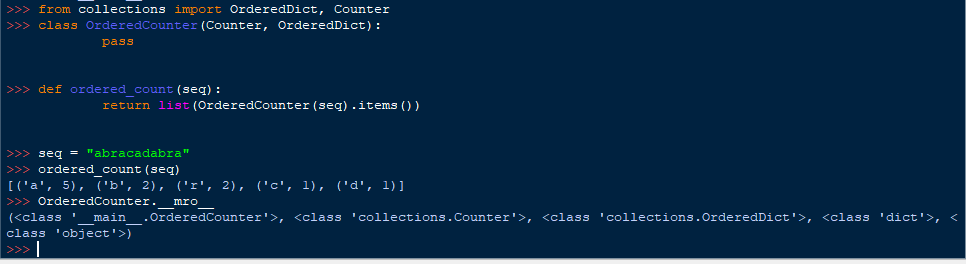 >>> from collections import OrderedDict, Counter
>>> class OrderedCounter(Counter, OrderedDict):
            pass
>>> def ordered_count(seq):
            return list(OrderedCounter(seq).items())
>>> seq = "abracadabra"
>>> ordered_count(seq)
[('a', 5), ('b', 2), ('r', 2), ('c', 1), ('d', 1)]
>>> OrderedCounter.__mro__
(<class '__main__.OrderedCounter'>, <class 'collections.Counter'>, <class 'collections.OrderedDict'>, <class 'dict'>, <
class 'object'>)
>>>